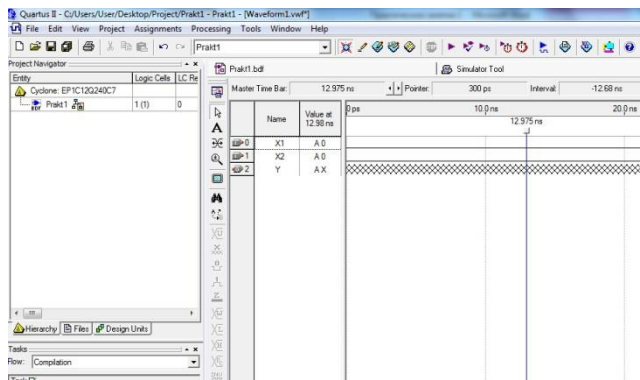 Quartus II - C:/Users/User/Desktop/Project/Prakt1 - Prakt1 - [Waveform1.vwf*]
File Edit View Project Assignments Processing Tools Window Help
Prakt1
Project Navigator
Prakt1.bdf
Simulator Tool
Entity
Logic Cells
LC Re
Cyclone: EP1C12Q240C7
Prakt1
1 (1)
0
Master Time Bar: 12.975 ns
Pointer: 300 ps
Interval: -12.68 ns
Name
Value at
12.98 ns
0 ps
10.0 ns
20.0 ns
12.975 ns
0 X1 A 0
1 X2 A 0
2 Y A X
Hierarchy Files Design Units
Tasks
Flow: Compilation